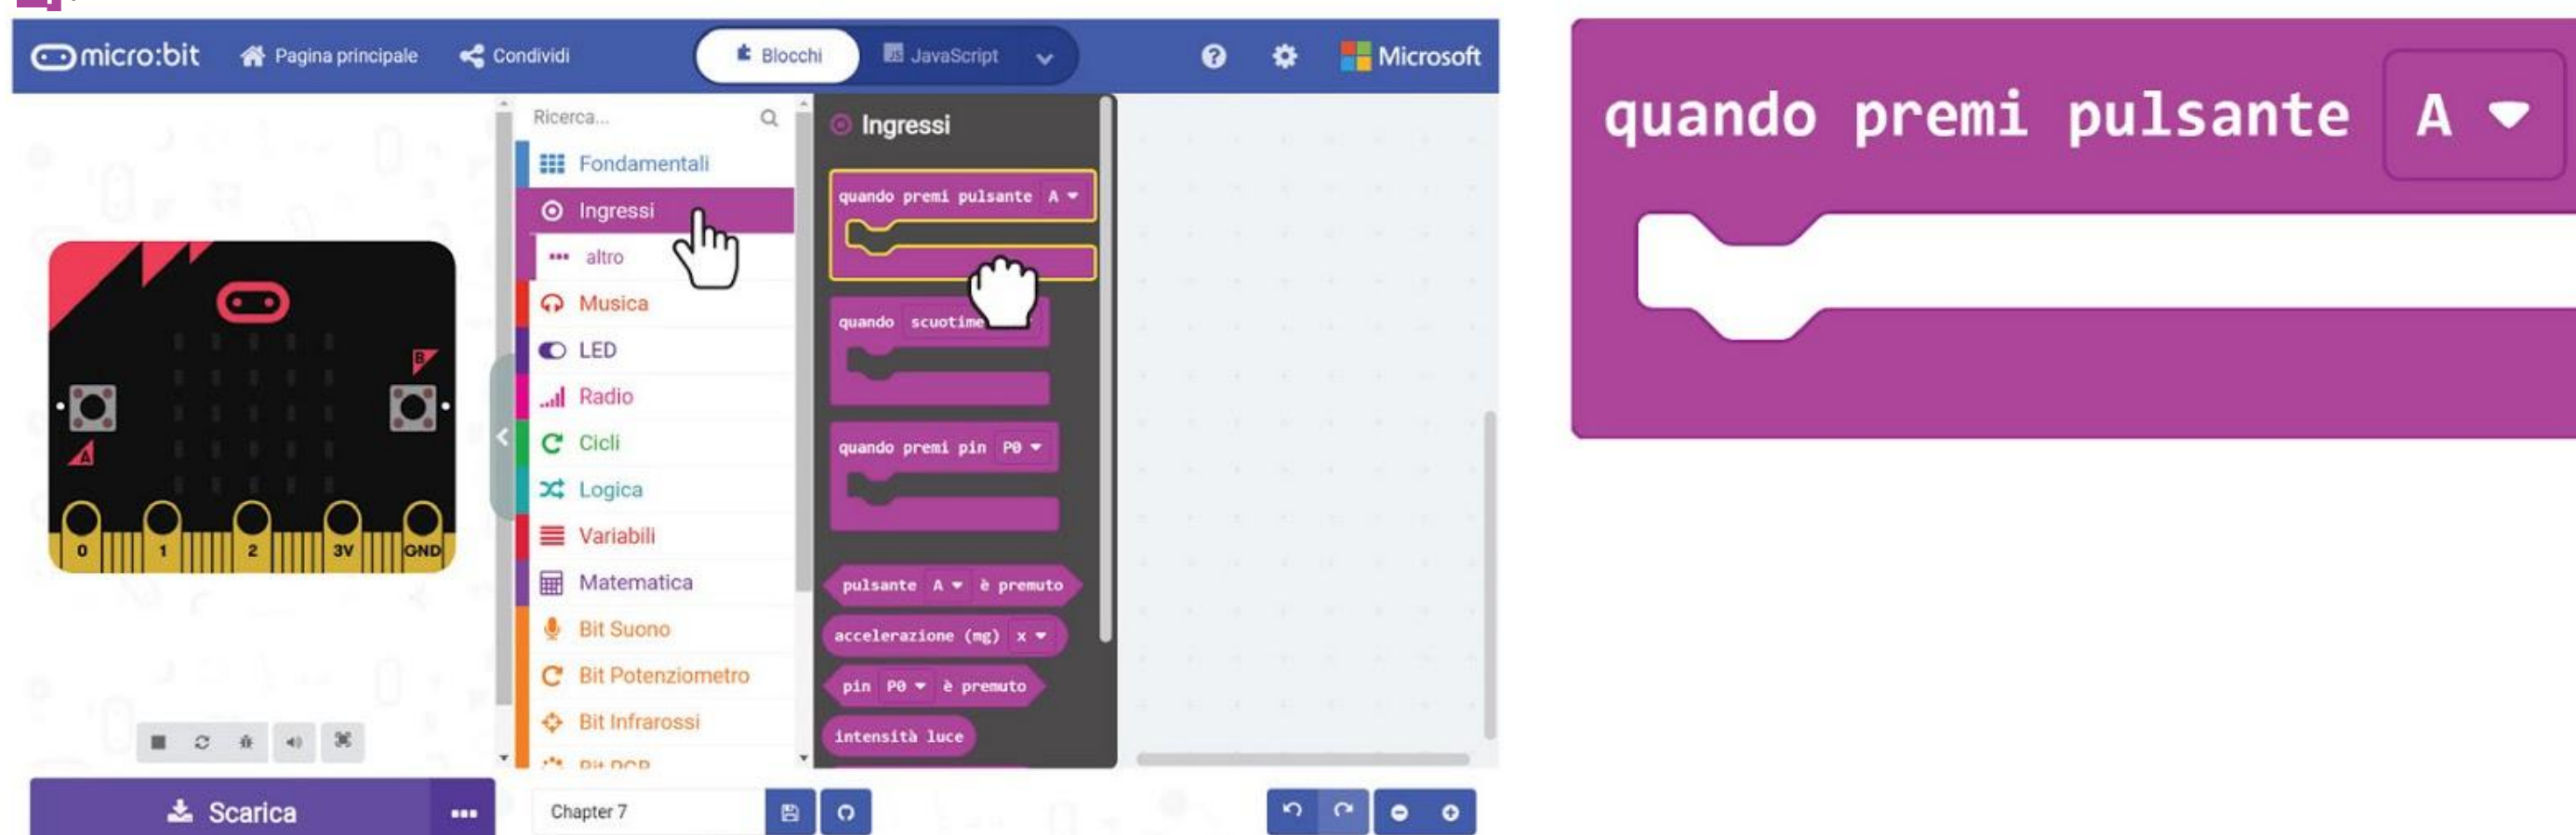 micro:bit Pagina principale Condividi Blocchi JavaScript Microsoft
Ricerca...
Fondamentali
Ingressi
altro
Musica
LED
Radio
Cicli
Logica
Variabili
Matematica
Bit Suono
Bit Potenziometro
Bit Infrarossi
Ingressi
quando premi pulsante A
quando
quando premi pin P0
pulsante A è premuto
accelerazione (mg) x
pin P0 è premuto
intensità luce
B
A
0 1 2 3V GND
Scarica
Chapter 7
quando premi pulsante A